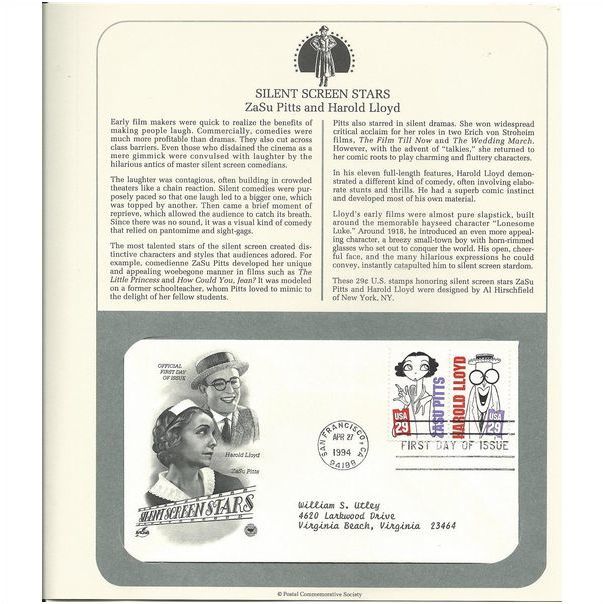 SILENT SCREEN STARS
ZaSu Pitts and Harold Lloyd
Early film makers were quick to realize the benefits of
making people laugh. Commercially, comedies were
much more profitable than dramas. They also cut across
class barriers. Even those who disdained the cinema as a
mere gimmick were convulsed with laughter by the
hilarious antics of master silent screen comedians.
The laughter was contagious, often building in crowded
theaters like a chain reaction. Silent comedies were pur-
posely paced so that one laugh led to a bigger one, which
was topped by another. Then came a brief moment of
reprieve, which allowed the audience to catch its breath.
Since there was no sound, it was a visual kind of comedy
that relied on pantomime and sight-gags.
The most talented stars of the silent screen created dis-
tinctive characters and styles that audiences adored. For
example, comedienne ZaSu Pitts developed her unique
and appealing woebegone manner in films such as The
Little Princess and How Could You, Jean? It was modeled
on a former schoolteacher, whom Pitts loved to mimic to
the delight of her fellow students.
Pitts also starred in silent dramas. She won widespread
critical acclaim for her roles in two Erich von Stroheim
films, The Film Till Now and The Wedding March.
However, with the advent of "talkies," she returned to
her comic roots to play charming and fluttery characters.
In his eleven full-length features, Harold Lloyd demon-
strated a different kind of comedy, often involving elabo-
rate stunts and thrills. He had a superb comic instinct
and developed most of his own material.
Lloyd's early films were almost pure slapstick, built
around the memorable hayseed character "Lonesome
Luke." Around 1918, he introduced an even more appeal-
ing character, a breezy small-town boy with horn-rimmed
glasses who set out to conquer the world. His open, cheer-
ful face, and the many hilarious expressions he could
convey, instantly catapulted him to silent screen stardom.
These 29¢ U.S. stamps honoring silent screen stars ZaSu
Pitts and Harold Lloyd were designed by Al Hirschfeld
of New York, NY.
OFFICIAL
FIRST DAY
OF ISSUE
Harold Lloyd
ZaSu Pitts
SILENT SCREEN STARS
SAN FRANCISCO, CA
APR 27
1994
94188
USA
29
ZASU PITTS
HAROLD LLOYD
USA
29
FIRST DAY OF ISSUE
William S. Utley
4620 Larkwood Drive
Virginia Beach, Virginia 23464
© Postal Commemorative Society